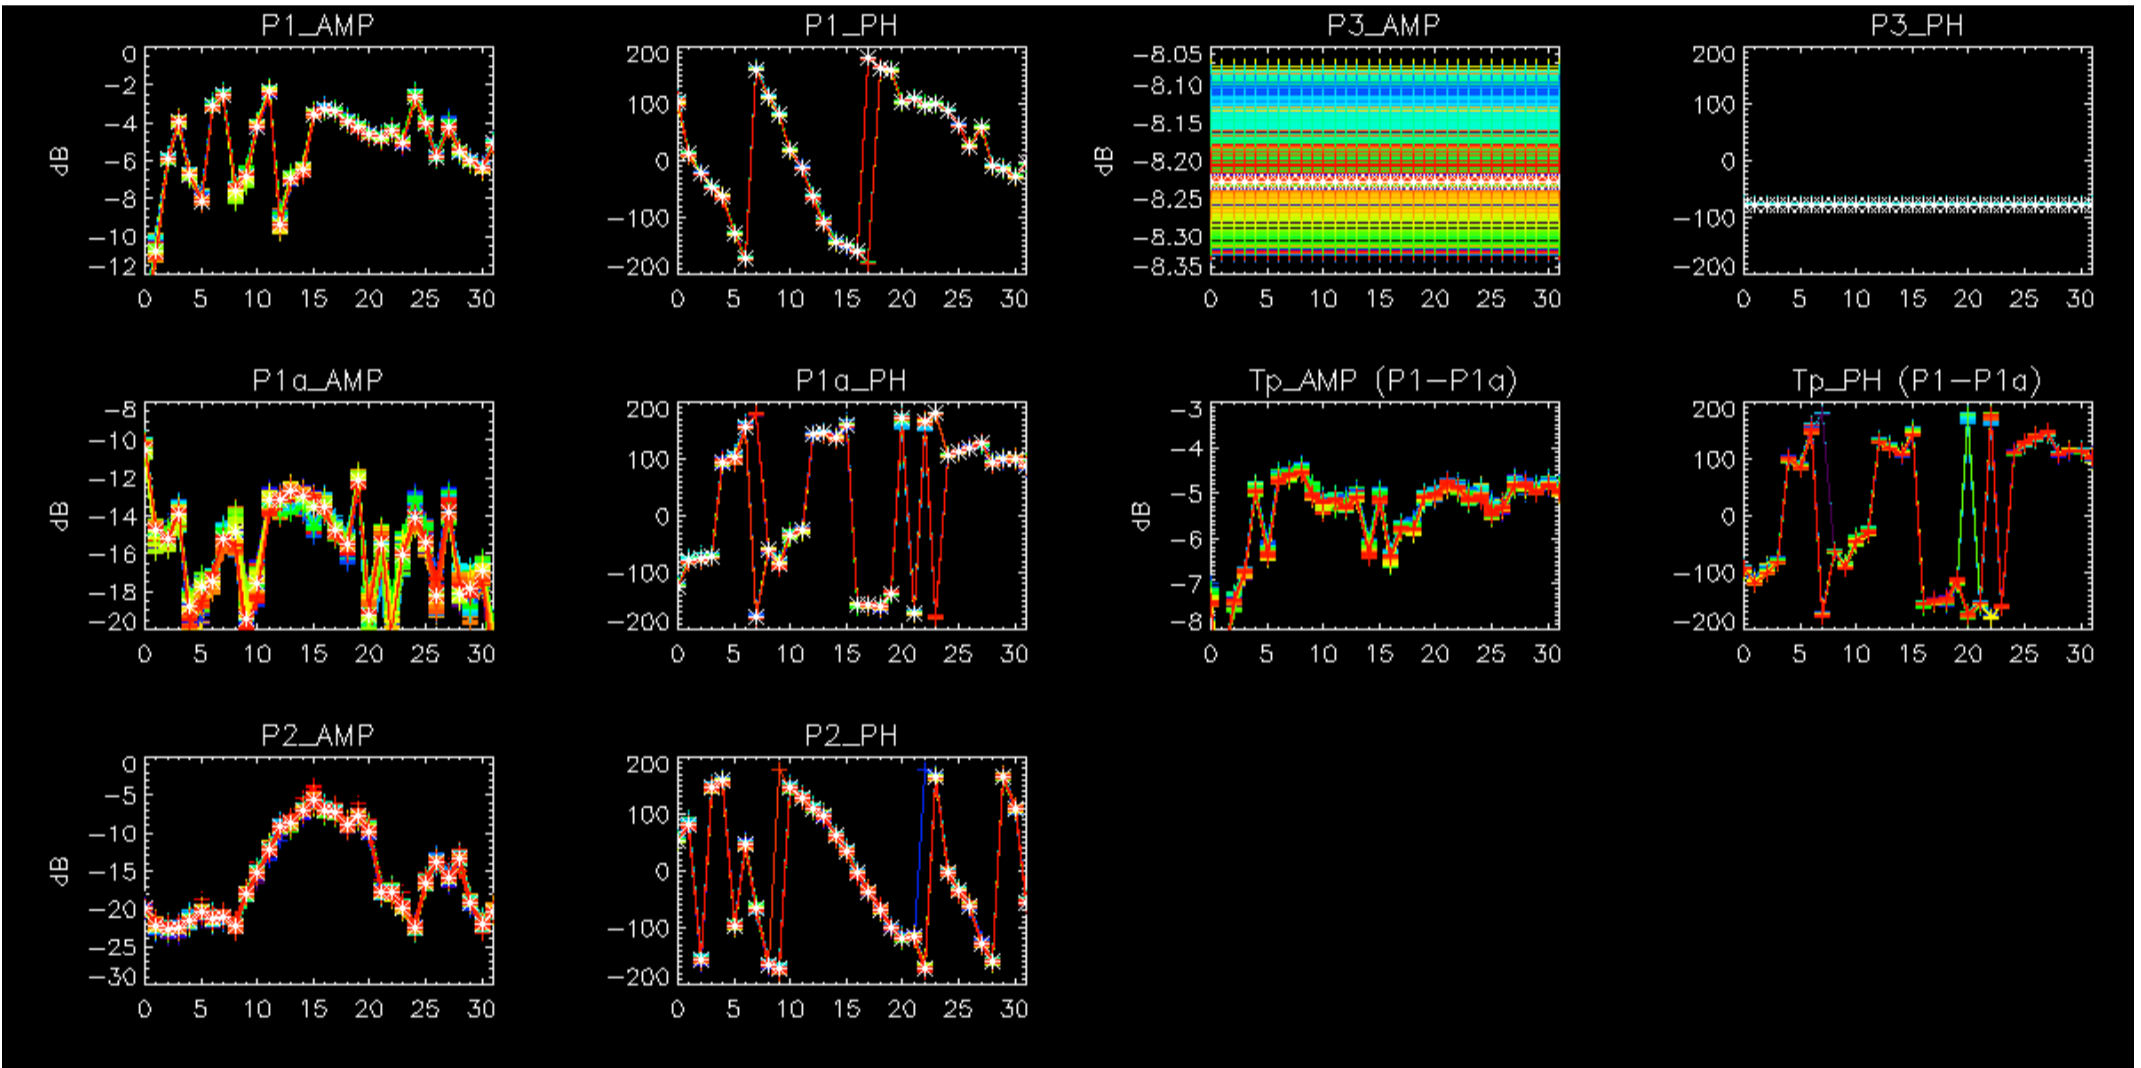 P1_AMP
dB
0
-2
-4
-6
-8
-10
-12
0 5 10 15 20 25 30
P1_PH
200
100
0
-100
-200
0 5 10 15 20 25 30
P3_AMP
dB
-8.05
-8.10
-8.15
-8.20
-8.25
-8.30
-8.35
0 5 10 15 20 25 30
P3_PH
200
100
0
-100
-200
0 5 10 15 20 25 30
P1a_AMP
dB
-8
-10
-12
-14
-16
-18
-20
0 5 10 15 20 25 30
P1a_PH
200
100
0
-100
-200
0 5 10 15 20 25 30
Tp_AMP (P1-P1a)
dB
-3
-4
-5
-6
-7
-8
0 5 10 15 20 25 30
Tp_PH (P1-P1a)
200
100
0
-100
-200
0 5 10 15 20 25 30
P2_AMP
dB
0
-5
-10
-15
-20
-25
-30
0 5 10 15 20 25 30
P2_PH
200
100
0
-100
-200
0 5 10 15 20 25 30